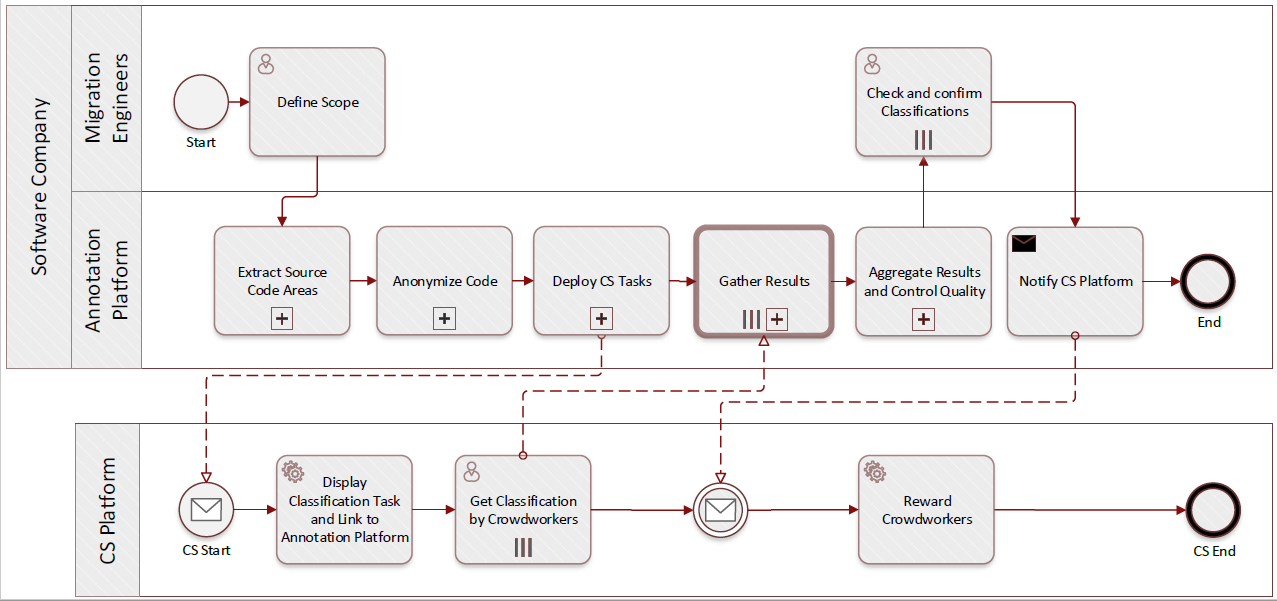 Software Company
Migration
Engineers
Start
Define Scope
Check and confirm
Classifications
Annotation
Platform
Extract Source
Code Areas
Anonymize Code
Deploy CS Tasks
Gather Results
Aggregate Results
and Control Quality
Notify CS Platform
End
CS Platform
CS Start
Display
Classification Task
and Link to
Annotation Platform
Get Classification
by Crowdworkers
Reward
Crowdworkers
CS End